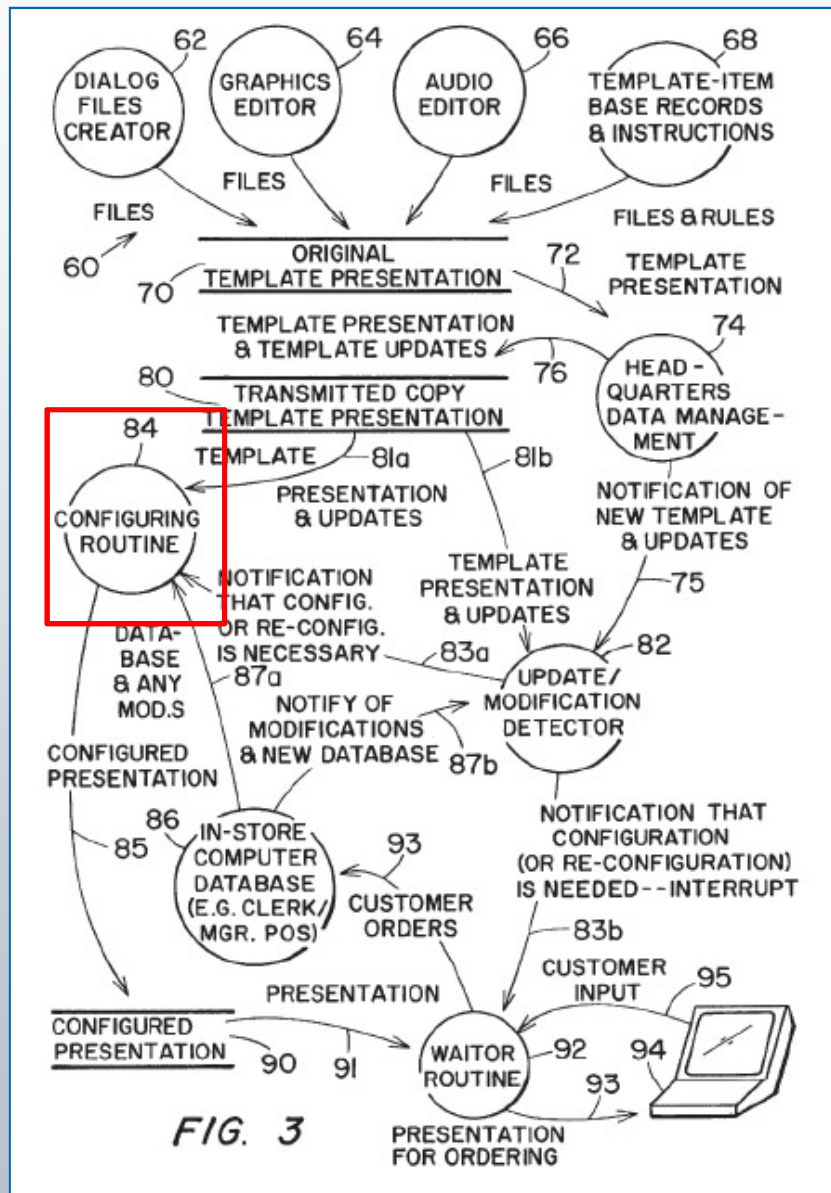 62
64
66
68
DIALOG
FILES
CREATOR
GRAPHICS
EDITOR
AUDIO
EDITOR
TEMPLATE-ITEM
BASE RECORDS
& INSTRUCTIONS
FILES
FILES
FILES
FILES & RULES
60
ORIGINAL
TEMPLATE PRESENTATION
70
72
TEMPLATE
PRESENTATION
TEMPLATE PRESENTATION
& TEMPLATE UPDATES
76
74
HEAD-
QUARTERS
DATA MANAGE-
MENT
80
TRANSMITTED COPY
TEMPLATE PRESENTATION
84
CONFIGURING
ROUTINE
TEMPLATE
81a
PRESENTATION
& UPDATES
81b
NOTIFICATION OF
NEW TEMPLATE
& UPDATES
75
TEMPLATE
PRESENTATION
& UPDATES
NOTIFICATION
THAT CONFIG.
OR RE-CONFIG.
IS NECESSARY
83a
82
UPDATE/
MODIFICATION
DETECTOR
DATA-
BASE
& ANY
MOD.S
87a
NOTIFY OF
MODIFICATIONS
& NEW DATABASE
87b
CONFIGURED
PRESENTATION
85
86
IN-STORE
COMPUTER
DATABASE
(E.G. CLERK/
MGR. POS)
93
CUSTOMER
ORDERS
NOTIFICATION THAT
CONFIGURATION
(OR RE-CONFIGURATION)
IS NEEDED--INTERRUPT
83b
CUSTOMER
INPUT
95
PRESENTATION
CONFIGURED
PRESENTATION
90
91
WAITOR
ROUTINE
92
94
93
PRESENTATION
FOR ORDERING
FIG. 3